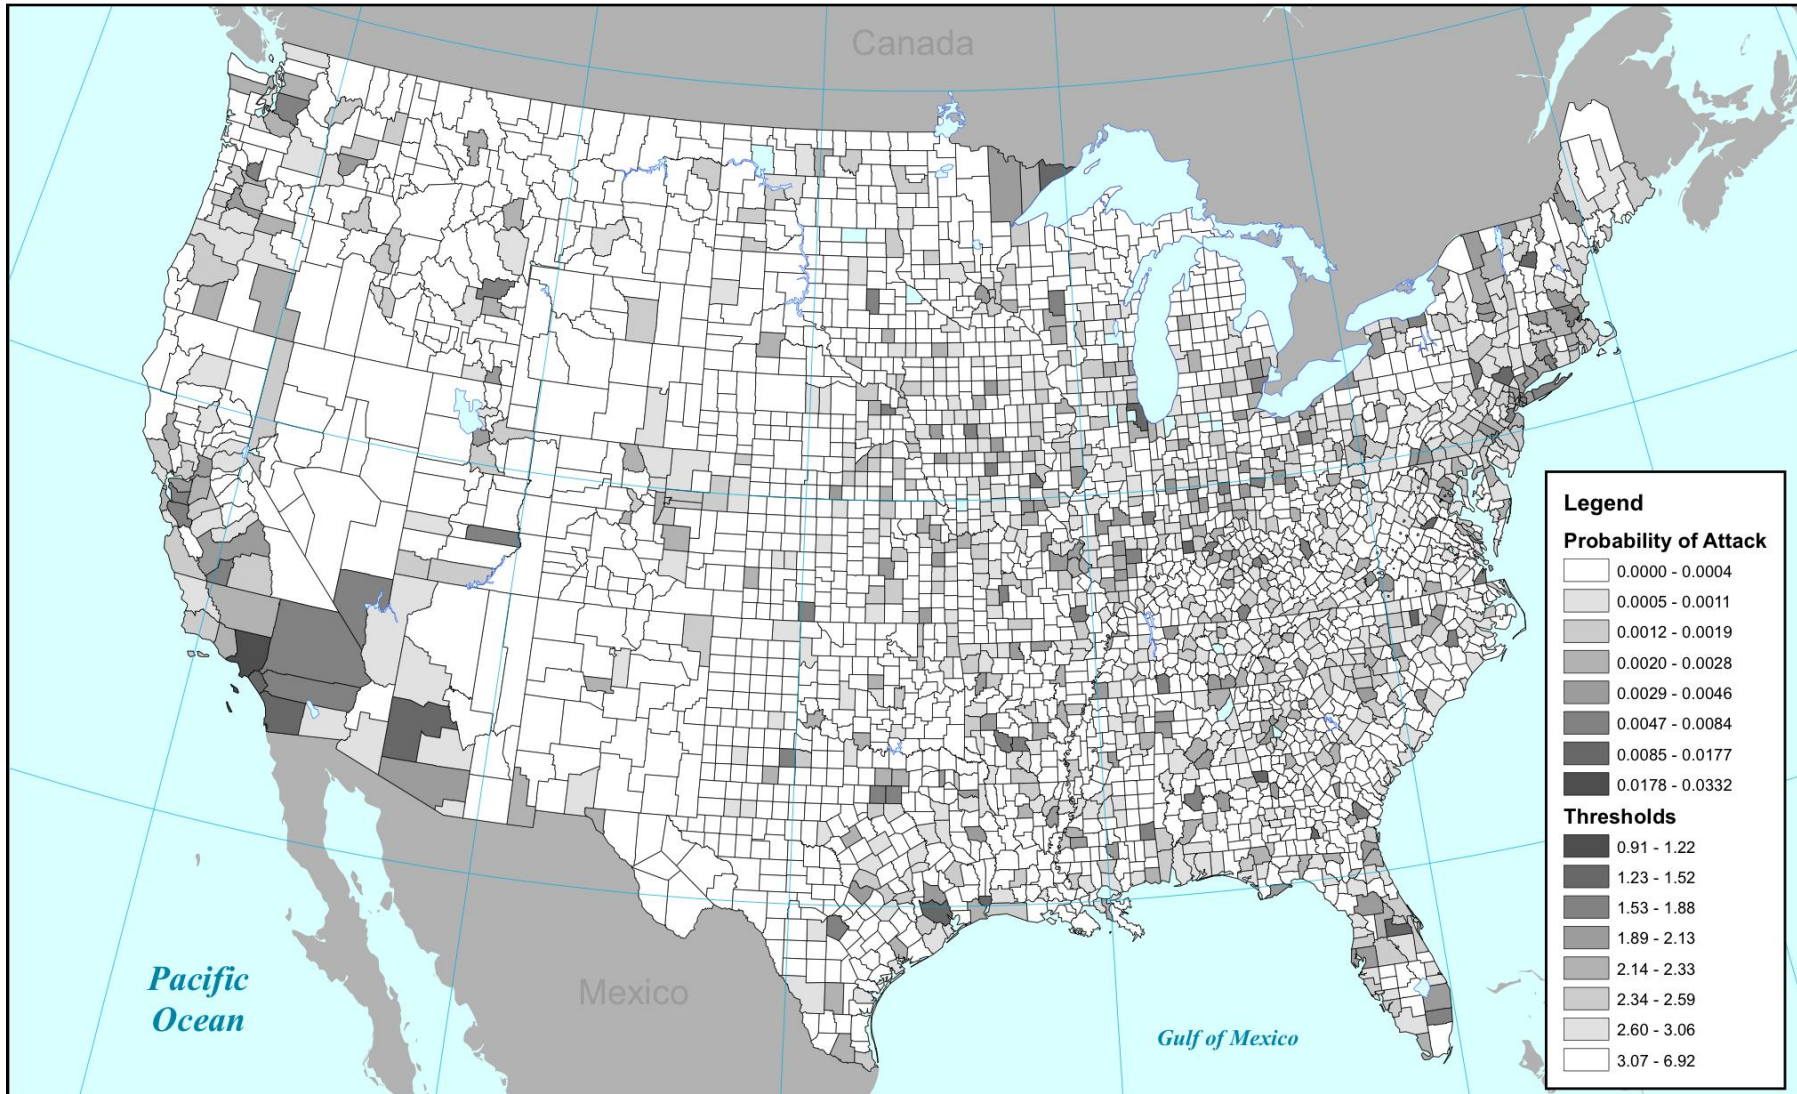 Canada
Legend
Probability of Attack
0.0000 - 0.0004
0.0005 - 0.0011
0.0012 - 0.0019
0.0020 - 0.0028
0.0029 - 0.0046
0.0047 - 0.0084
0.0085 - 0.0177
0.0178 - 0.0332
Thresholds
0.91 - 1.22
1.23 - 1.52
1.53 - 1.88
1.89 - 2.13
2.14 - 2.33
2.34 - 2.59
2.60 - 3.06
3.07 - 6.92
Pacific
Ocean
Mexico
Gulf of Mexico